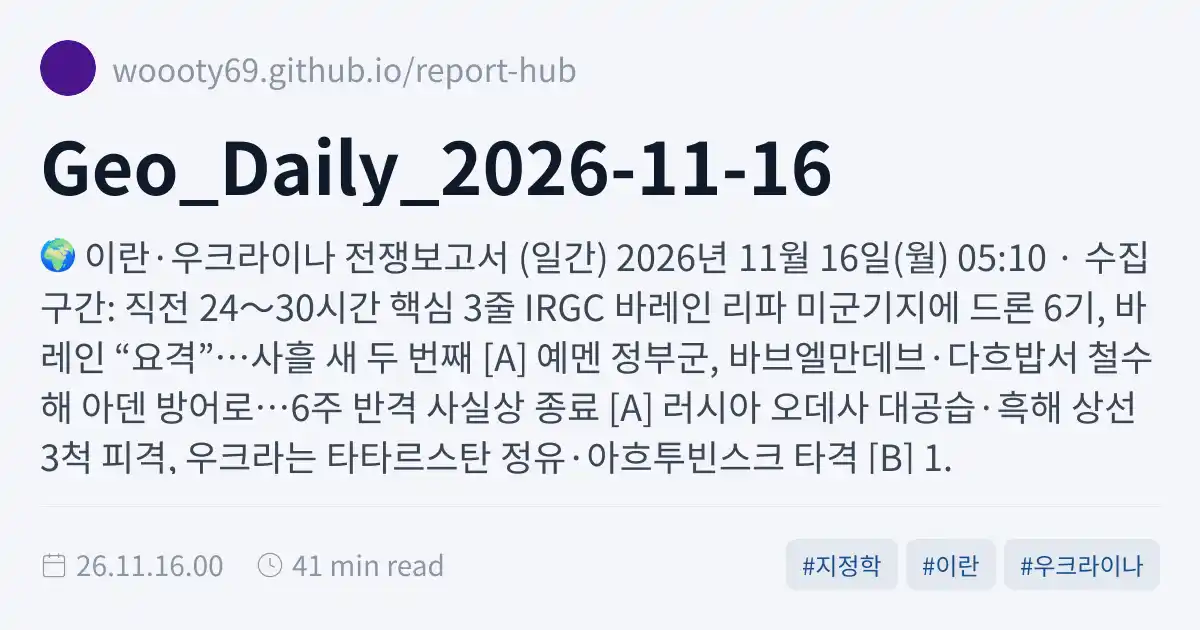 woooty69.github.io/report-hub
Geo_Daily_2026-11-16
🌍 이란·우크라이나 전쟁보고서 (일간) 2026년 11월 16일(월) 05:10 · 수집
구간: 직전 24〜30시간 핵심 3줄 IRGC 바레인 리파 미군기지에 드론 6기, 바
레인 “요격”…사흘 새 두 번째 [A] 예멘 정부군, 바브엘만데브·다흐밥서 철수
해 아덴 방어로…6주 반격 사실상 종료 [A] 러시아 오데사 대공습·흑해 상선
3척 피격, 우크라는 타타르스탄 정유·아흐투빈스크 타격 [B] 1.
26.11.16.00
41 min read
#지정학
#이란
#우크라이나